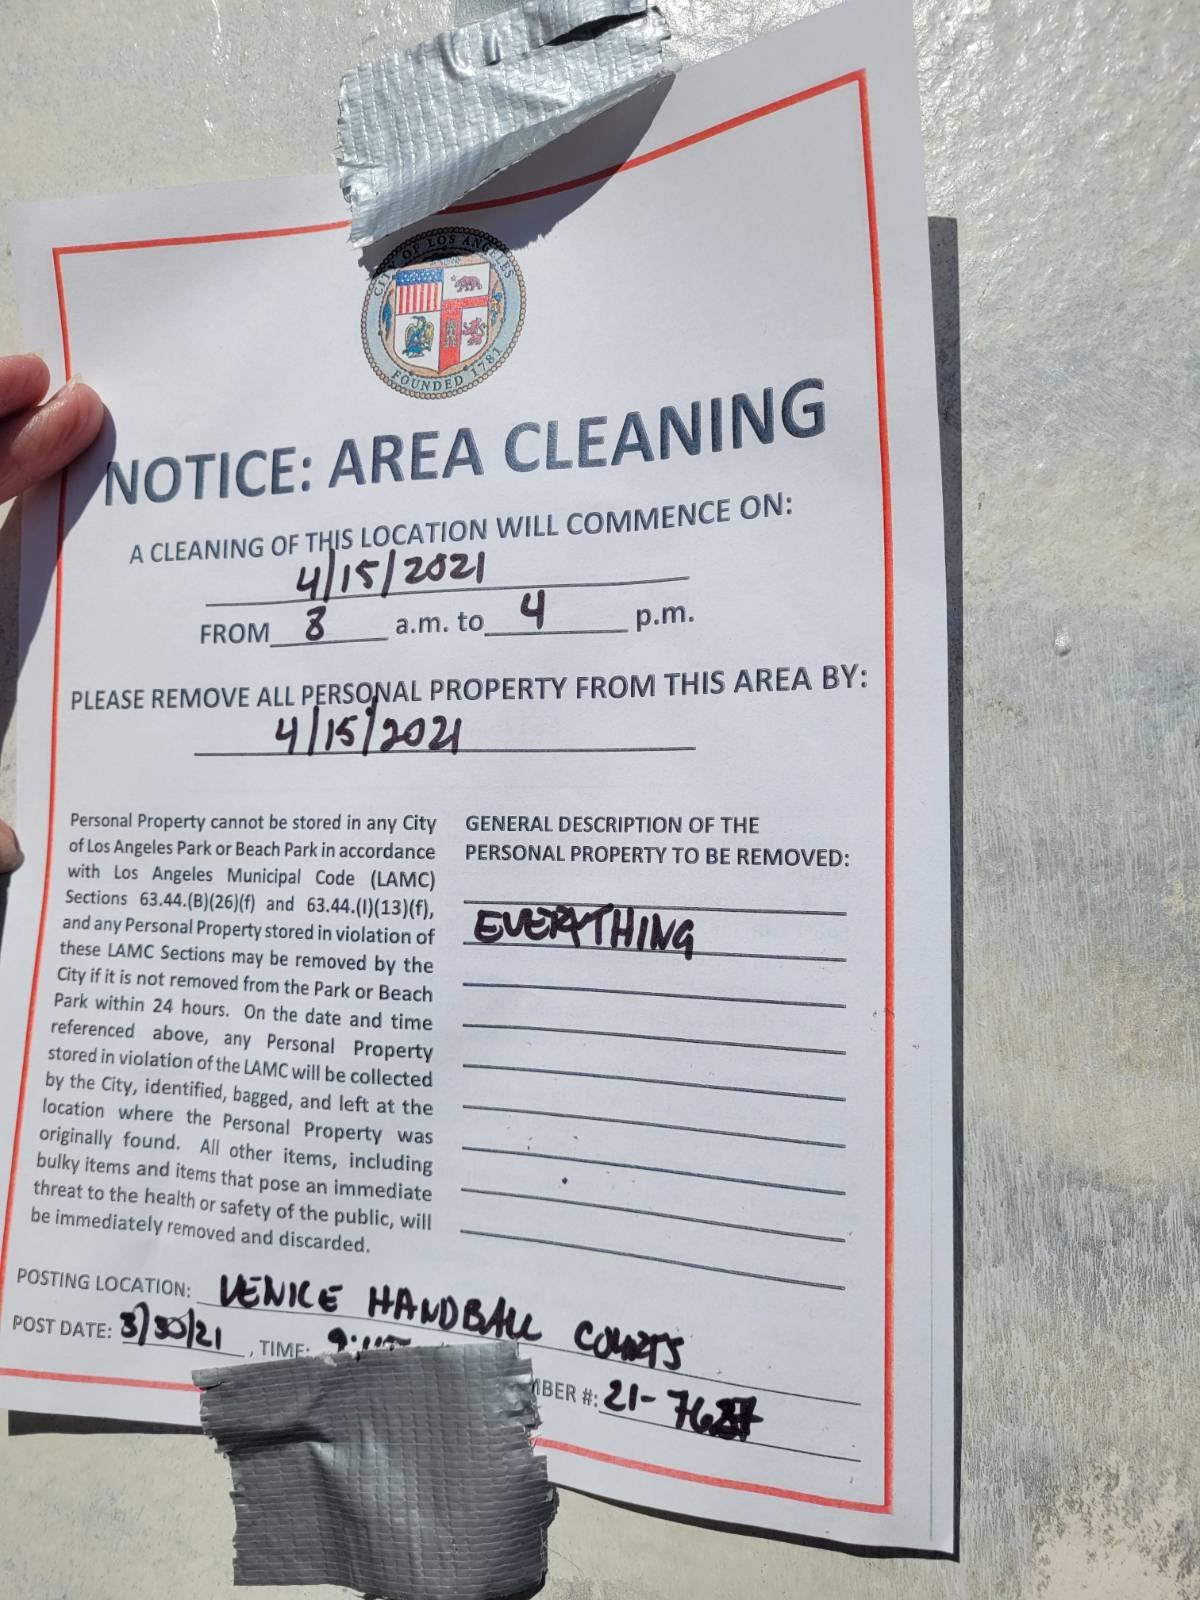 CITY OF LOS ANGELES
FOUNDED 1781
NOTICE: AREA CLEANING
A CLEANING OF THIS LOCATION WILL COMMENCE ON:
4/15/2021
FROM 8 a.m. to 4 p.m.
PLEASE REMOVE ALL PERSONAL PROPERTY FROM THIS AREA BY:
4/15/2021
Personal Property cannot be stored in any City
of Los Angeles Park or Beach Park in accordance
with Los Angeles Municipal Code (LAMC)
Sections 63.44.(B)(26)(f) and 63.44.(I)(13)(f),
and any Personal Property stored in violation of
these LAMC Sections may be removed by the
City if it is not removed from the Park or Beach
Park within 24 hours. On the date and time
referenced above, any Personal Property
stored in violation of the LAMC will be collected
by the City, identified, bagged, and left at the
location where the Personal Property was
originally found. All other items, including
bulky items and items that pose an immediate
threat to the health or safety of the public, will
be immediately removed and discarded.
GENERAL DESCRIPTION OF THE
PERSONAL PROPERTY TO BE REMOVED:
EVERYTHING
POSTING LOCATION: VENICE HANDBALL COURTS
POST DATE: 3/30/21, TIME:
MBER #: